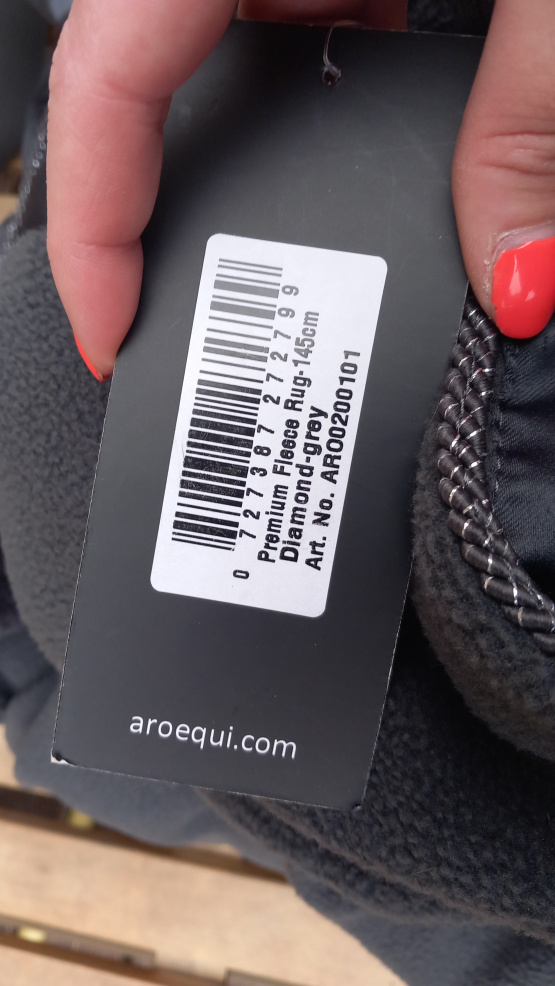 0 727387 272799
Premium Fleece Rug-145cm
Diamond-grey
Art. No. ARO0200101
aroequi.com